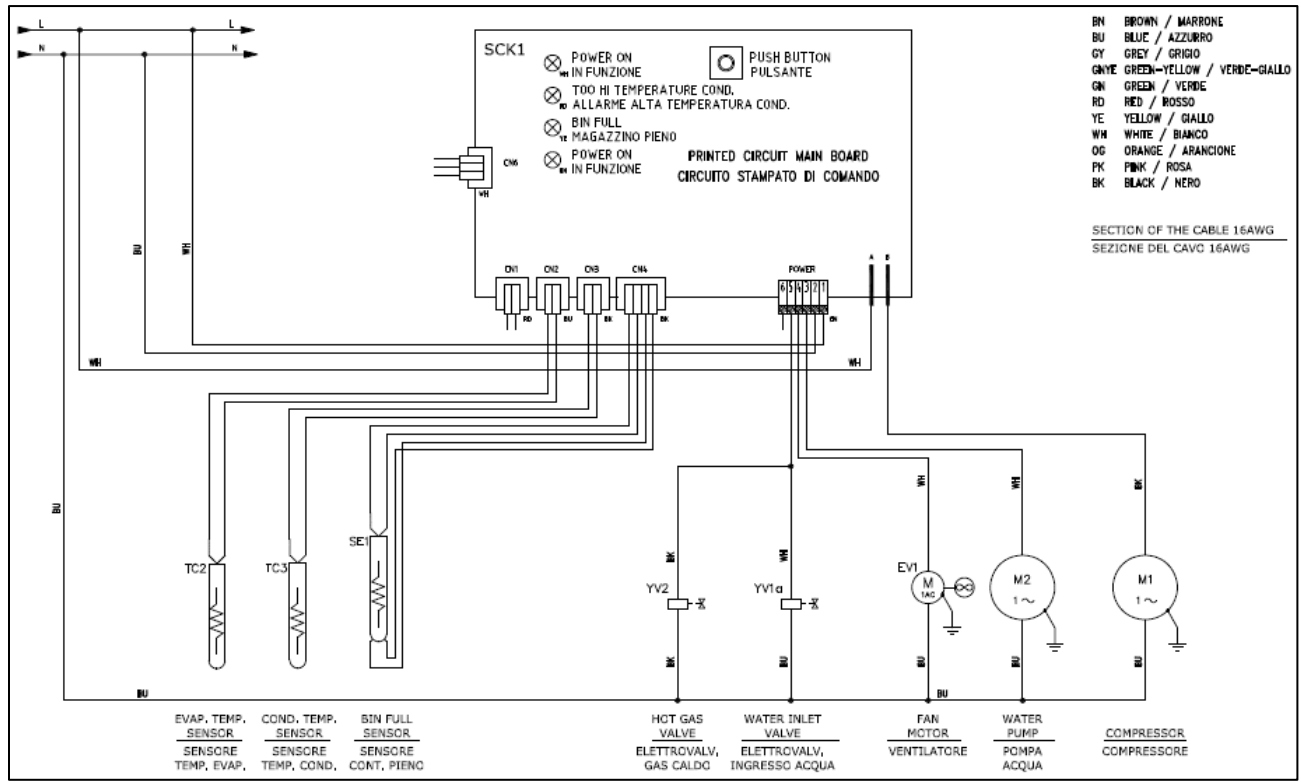 L L
N N
SCK1
POWER ON
WH IN FUNZIONE
TOO HI TEMPERATURE COND.
RD ALLARME ALTA TEMPERATURA COND.
BIN FULL
YE MAGAZZINO PIENO
POWER ON
IN FUNZIONE
PUSH BUTTON
PULSANTE
PRINTED CIRCUIT MAIN BOARD
CIRCUITO STAMPATO DI COMANDO
CN6
WH
BN BROWN / MARRONE
BU BLUE / AZZURRO
GY GREY / GRIGIO
GNYE GREEN-YELLOW / VERDE-GIALLO
GN GREEN / VERDE
RD RED / ROSSO
YE YELLOW / GIALLO
WH WHITE / BIANCO
OG ORANGE / ARANCIONE
PK PINK / ROSA
BK BLACK / NERO
SECTION OF THE CABLE 16AWG
SEZIONE DEL CAVO 16AWG
BU WH
CN1 CN2 CN3 CN4 POWER A B
6 5 4 3 2 1
RD BU BK BK GN
WH WH
BU
WH WH BK
BK WH
SE1
TC2 TC3
YV2 YV1a
EV1 M 1AC
M2 1~
M1 1~
BK BU BU BU BU
BU BU
EVAP. TEMP.
SENSOR
SENSORE
TEMP. EVAP.
COND. TEMP.
SENSOR
SENSORE
TEMP. COND.
BIN FULL
SENSOR
SENSORE
CONT. PIENO
HOT GAS
VALVE
ELETTROVALV.
GAS CALDO
WATER INLET
VALVE
ELETTROVALV.
INGRESSO ACQUA
FAN
MOTOR
VENTILATORE
WATER
PUMP
POMPA
ACQUA
COMPRESSOR
COMPRESSORE